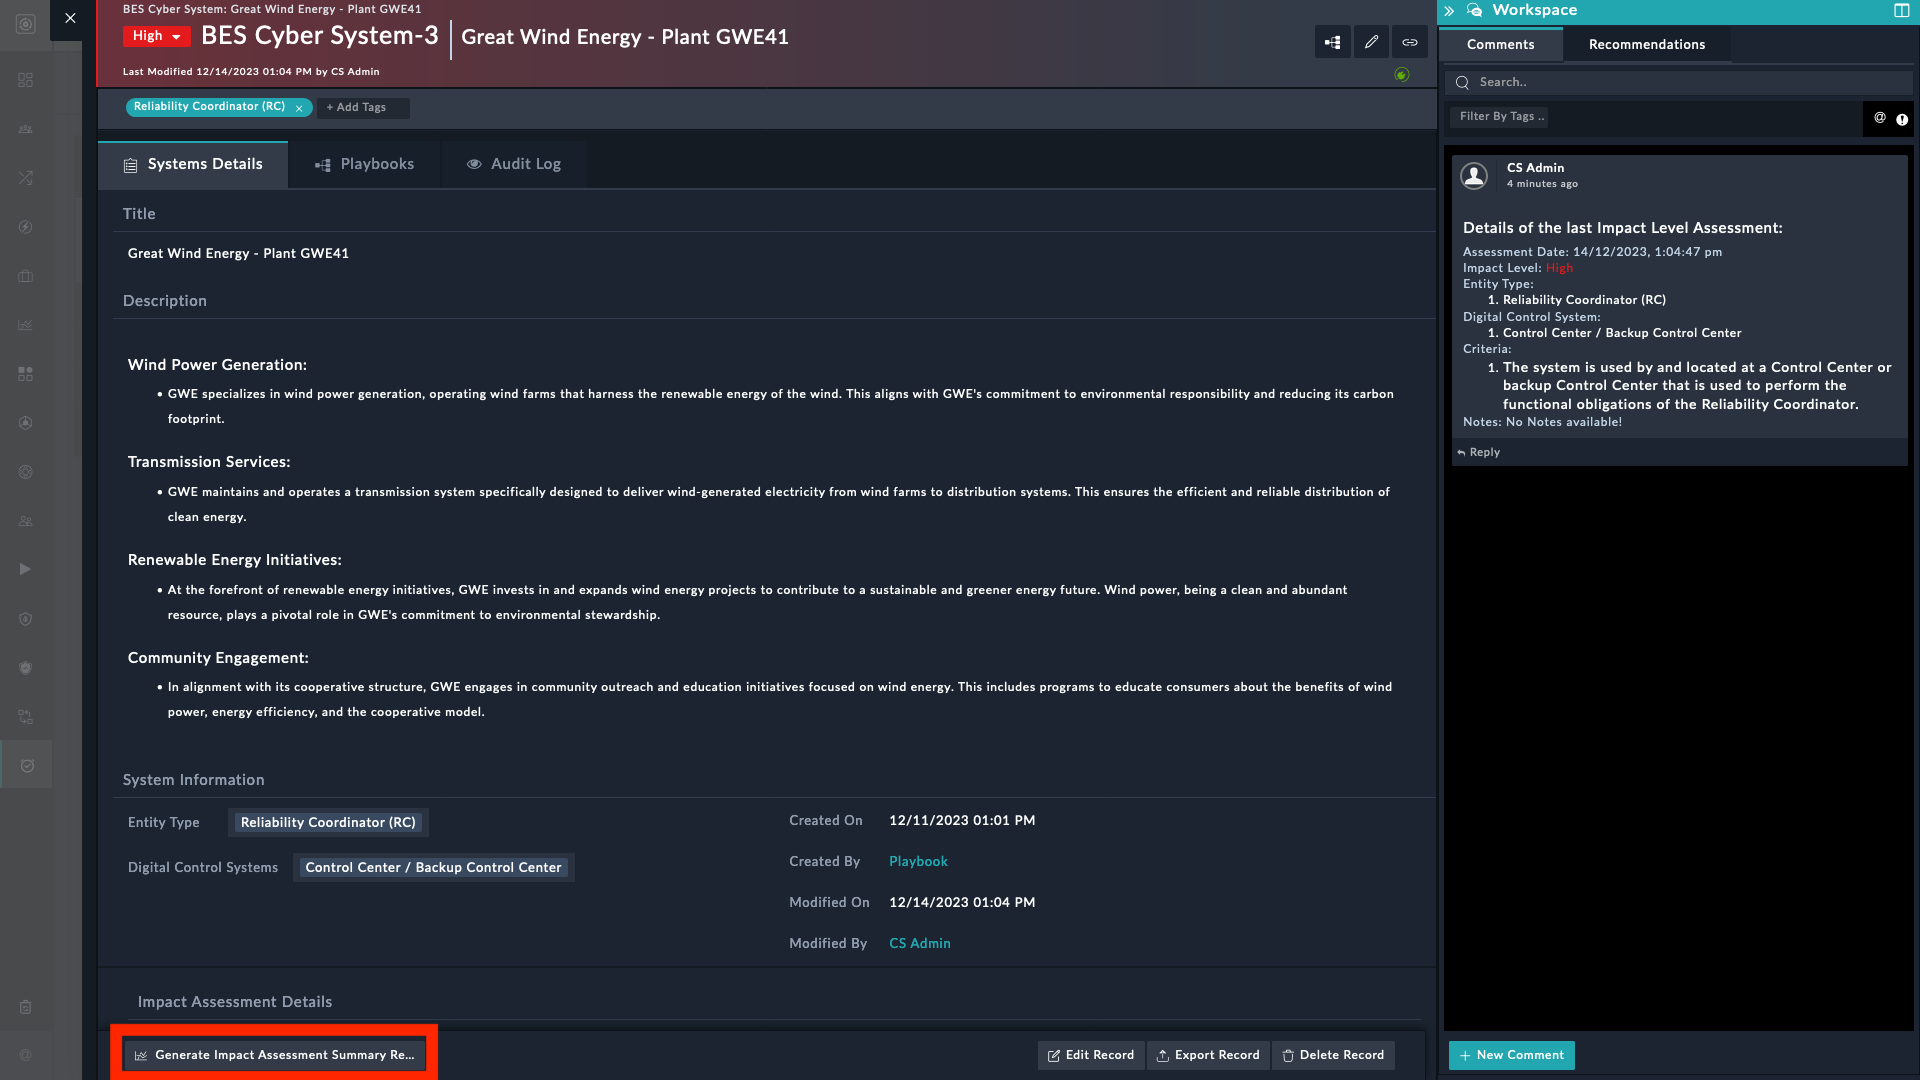 BES Cyber System: Great Wind Energy - Plant GWE41
High
BES Cyber System-3
Great Wind Energy - Plant GWE41
Last Modified 12/14/2023 01:04 PM by CS Admin
Reliability Coordinator (RC) ×
+ Add Tags
Systems Details
Playbooks
Audit Log
Title
Great Wind Energy - Plant GWE41
Description
Wind Power Generation:
• GWE specializes in wind power generation, operating wind farms that harness the renewable energy of the wind. This aligns with GWE's commitment to environmental responsibility and reducing its carbon
footprint.
Transmission Services:
• GWE maintains and operates a transmission system specifically designed to deliver wind-generated electricity from wind farms to distribution systems. This ensures the efficient and reliable distribution of
clean energy.
Renewable Energy Initiatives:
• At the forefront of renewable energy initiatives, GWE invests in and expands wind energy projects to contribute to a sustainable and greener energy future. Wind power, being a clean and abundant
resource, plays a pivotal role in GWE's commitment to environmental stewardship.
Community Engagement:
• In alignment with its cooperative structure, GWE engages in community outreach and education initiatives focused on wind energy. This includes programs to educate consumers about the benefits of wind
power, energy efficiency, and the cooperative model.
System Information
Entity Type
Reliability Coordinator (RC)
Digital Control Systems
Control Center / Backup Control Center
Created On
12/11/2023 01:01 PM
Created By
Playbook
Modified On
12/14/2023 01:04 PM
Modified By
CS Admin
Impact Assessment Details
Generate Impact Assessment Summary Re...
Edit Record
Export Record
Delete Record
Workspace
Comments
Recommendations
Search..
Filter By Tags ..
@
CS Admin
4 minutes ago
Details of the last Impact Level Assessment:
Assessment Date: 14/12/2023, 1:04:47 pm
Impact Level: High
Entity Type:
1. Reliability Coordinator (RC)
Digital Control System:
1. Control Center / Backup Control Center
Criteria:
1. The system is used by and located at a Control Center or
backup Control Center that is used to perform the
functional obligations of the Reliability Coordinator.
Notes: No Notes available!
Reply
+ New Comment